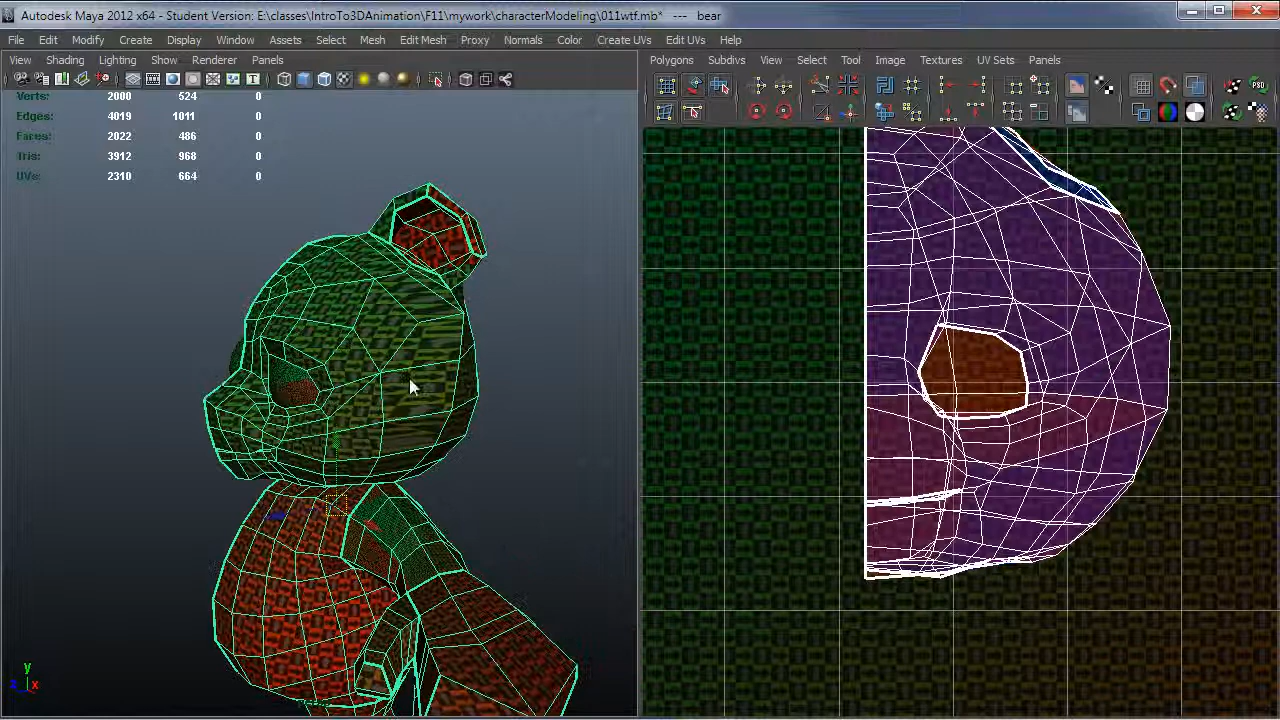 Autodesk Maya 2012 x64 - Student Version: E:\classes\IntroTo3DAnimation\F11\mywork\characterModeling\011wtf.mb* --- bear
File Edit Modify Create Display Window Assets Select Mesh Edit Mesh Proxy Normals Color Create UVs Edit UVs Help
View Shading Lighting Show Renderer Panels
Polygons Subdivs View Select Tool Image Textures UV Sets Panels
Verts: 2000 524 0
Edges: 4019 1011 0
Faces: 2022 486 0
Tris: 3912 968 0
UVs: 2310 664 0
y
z x